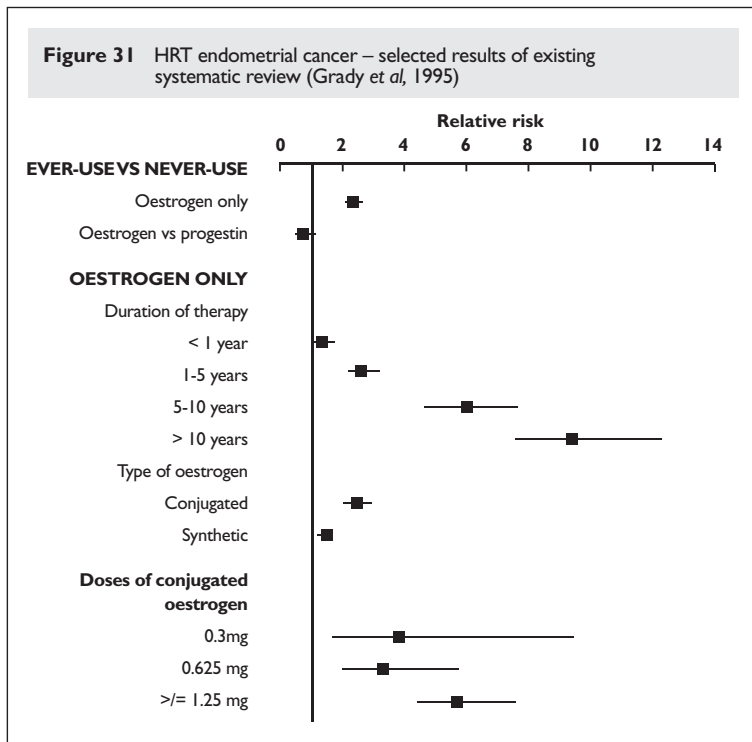 Figure 31 HRT endometrial cancer – selected results of existing
systematic review (Grady et al, 1995)
Relative risk
0 2 4 6 8 10 12 14
EVER-USE VS NEVER-USE
Oestrogen only
Oestrogen vs progestin
OESTROGEN ONLY
Duration of therapy
< 1 year
1-5 years
5-10 years
> 10 years
Type of oestrogen
Conjugated
Synthetic
Doses of conjugated
oestrogen
0.3mg
0.625 mg
>/= 1.25 mg